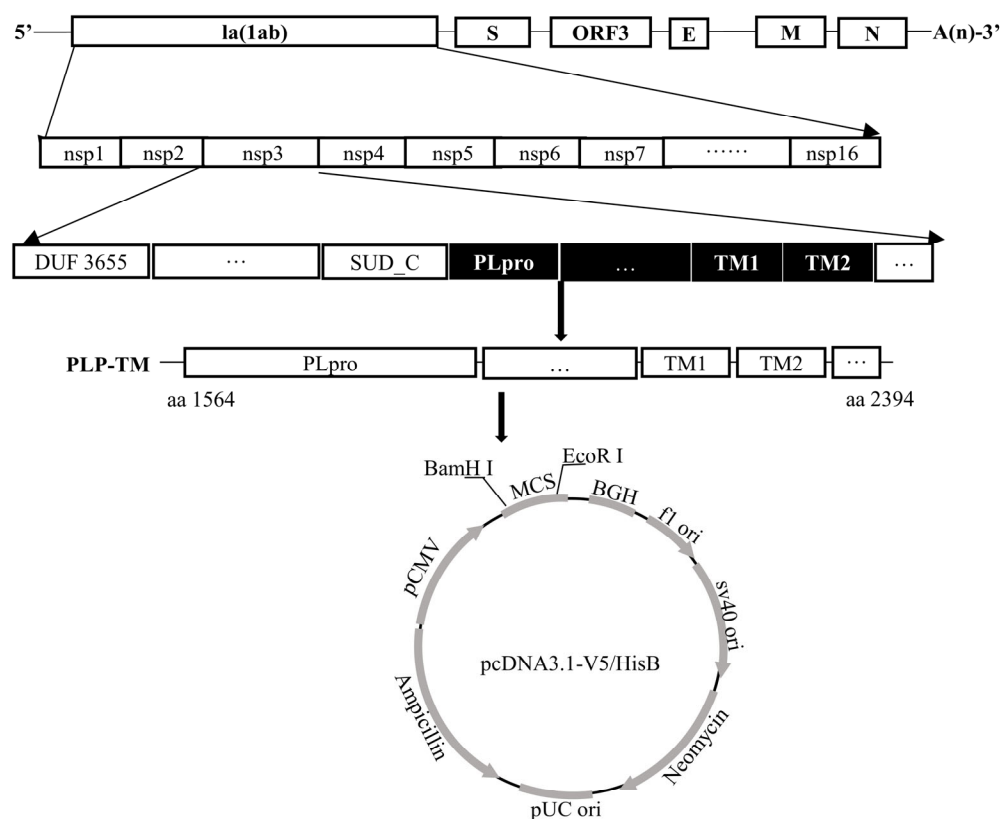 5’ la(1ab) S ORF3 E M N A(n)-3’
nsp1 nsp2 nsp3 nsp4 nsp5 nsp6 nsp7 ...... nsp16
DUF 3655 ... SUD_C PLpro ... TM1 TM2 ...
PLP-TM PLpro ... TM1 TM2 ...
aa 1564 aa 2394
BamH I EcoR I
MCS BGH
f1 ori
pCMV sv40 ori
pcDNA3.1-V5/HisB
Ampicillin Neomycin
pUC ori